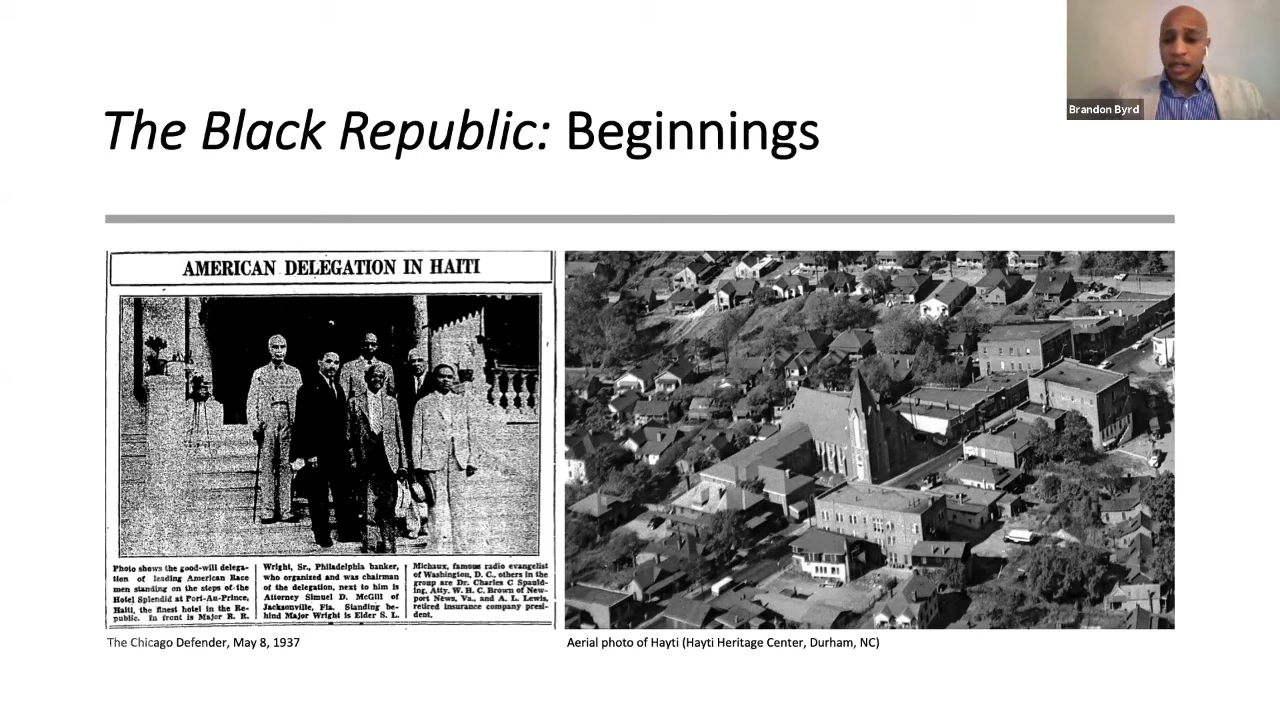 Brandon Byrd
The Black Republic: Beginnings
AMERICAN DELEGATION IN HAITI
Photo shows the good-will delega-
tion of leading American Race
men standing on the steps of the
Hotel Splendid at Port-Au-Prince,
Haiti, the finest hotel in the Re-
public. In front is Major R. R.
Wright, Sr., Philadelphia banker,
who organized and was chairman
of the delegation, next to him is
Attorney Simuel D. McGill of
Jacksonville, Fla. Standing be-
hind Major Wright is Elder S. L.
Michaux, famous radio evangelist
of Washington, D. C., others in the
group are Dr. Charles C Spauld-
ing, Atty. W. H. C. Brown of New-
port News, Va., and A. L. Lewis,
retired insurance company presi-
dent.
The Chicago Defender, May 8, 1937
Aerial photo of Hayti (Hayti Heritage Center, Durham, NC)